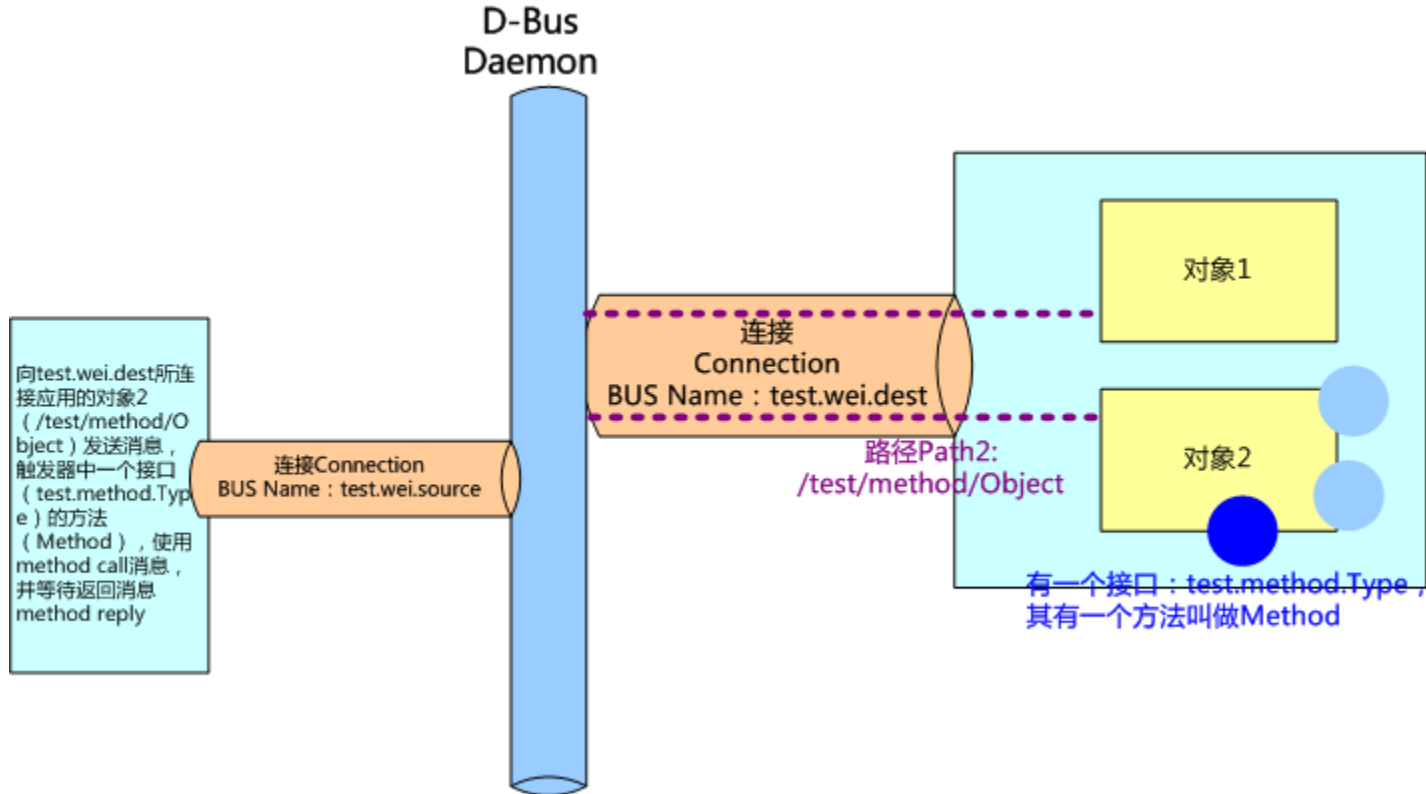 D-Bus
Daemon
对象1
连接
Connection
BUS Name：test.wei.dest
向test.wei.dest所连
接应用的对象2
（/test/method/O
bject）发送消息，
触发器中一个接口
（test.method.Typ
e）的方法
（Method），使用
method call消息，
并等待返回消息
method reply
连接Connection
BUS Name：test.wei.source
路径Path2:
/test/method/Object
对象2
有一个接口：test.method.Type，
其有一个方法叫做Method